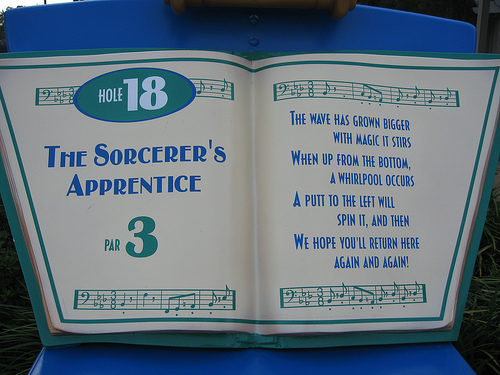 HOLE 18
THE SORCERER'S
APPRENTICE
PAR 3
THE WAVE HAS GROWN BIGGER
WITH MAGIC IT STIRS
WHEN UP FROM THE BOTTOM,
A WHIRLPOOL OCCURS
A PUTT TO THE LEFT WILL
SPIN IT, AND THEN
WE HOPE YOU'LL RETURN HERE
AGAIN AND AGAIN!